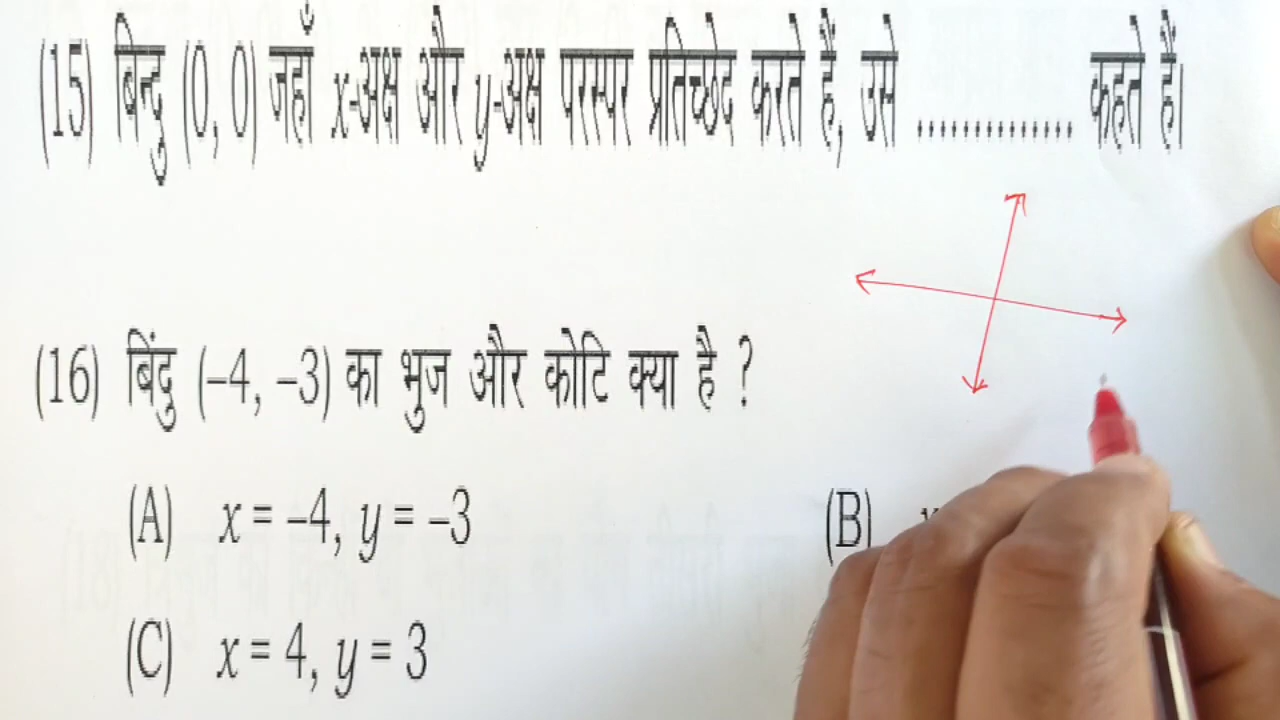 (15) बिन्दु (0, 0) जहाँ x-अक्ष और y-अक्ष परस्पर प्रतिच्छेद करते हैं, उसे ............. कहते हैं।
(16) बिंदु (–4, –3) का भुज और कोटि क्या है ?
(A) x = –4, y = –3
(B)
(C) x = 4, y = 3